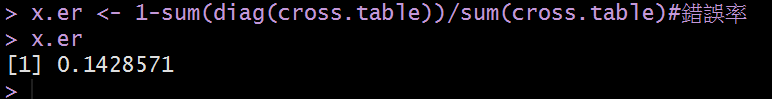 > x.er <- 1-sum(diag(cross.table))/sum(cross.table)#錯誤率
> x.er
[1] 0.1428571
>